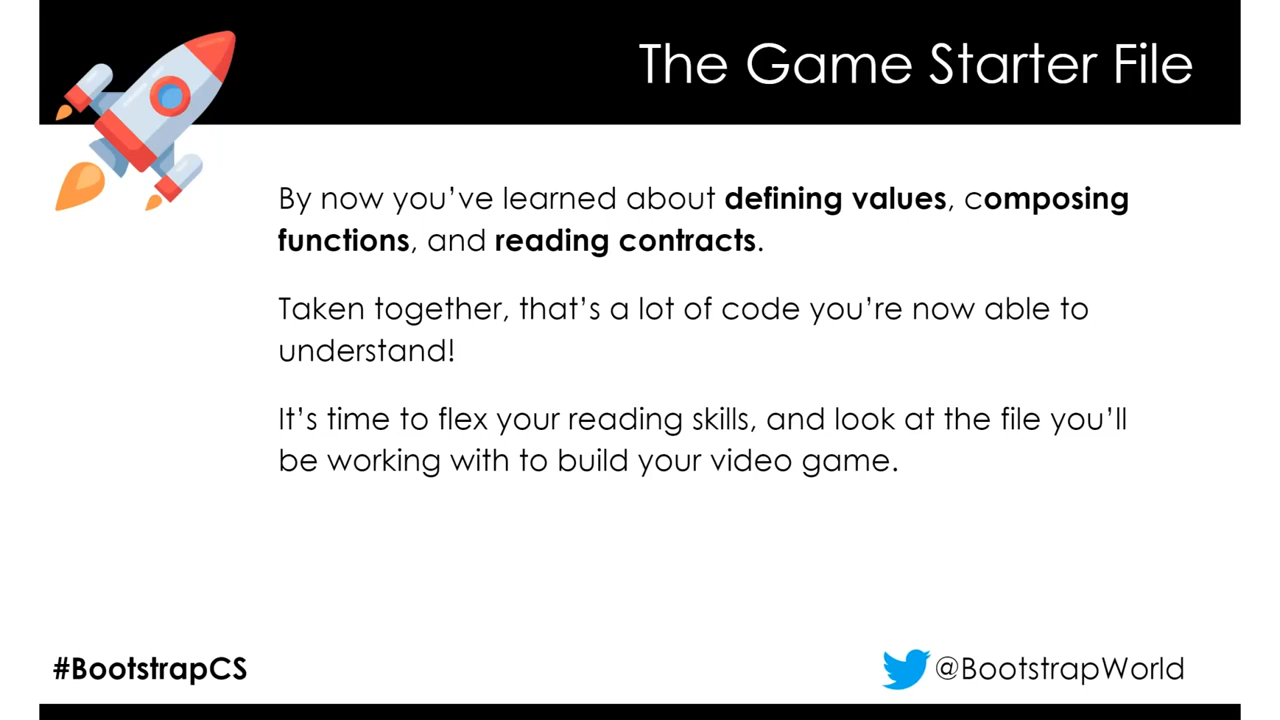 The Game Starter File
By now you’ve learned about defining values, composing
functions, and reading contracts.
Taken together, that’s a lot of code you’re now able to
understand!
It’s time to flex your reading skills, and look at the file you’ll
be working with to build your video game.
#BootstrapCS
@BootstrapWorld